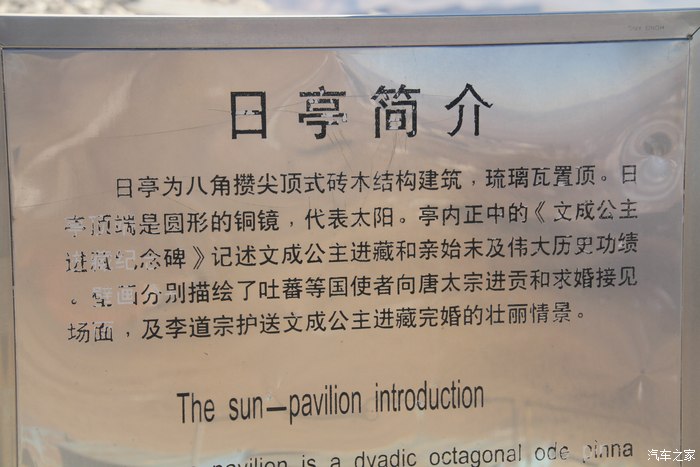 日亭简介
日亭为八角攒尖顶式砖木结构建筑，琉璃瓦置顶。日
亭顶端是圆形的铜镜，代表太阳。亭内正中的《文成公主
进藏纪念碑》记述文成公主进藏和亲始末及伟大历史功绩
。壁画分别描绘了吐蕃等国使者向唐太宗进贡和求婚接见
场面，及李道宗护送文成公主进藏完婚的壮丽情景。
The sun—pavilion introduction
pavilion is a dyadic octagonal ode pinna
汽车之家